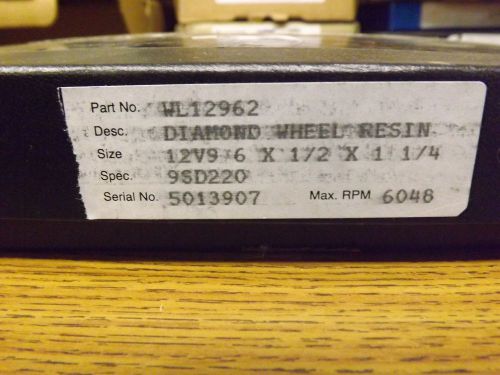 Part No. WL12962
Desc. DIAMOND WHEEL RESIN
Size 12V9 6 X 1/2 X 1 1/4
Spec. 9SD220
Serial No. 5013907 Max. RPM 6048